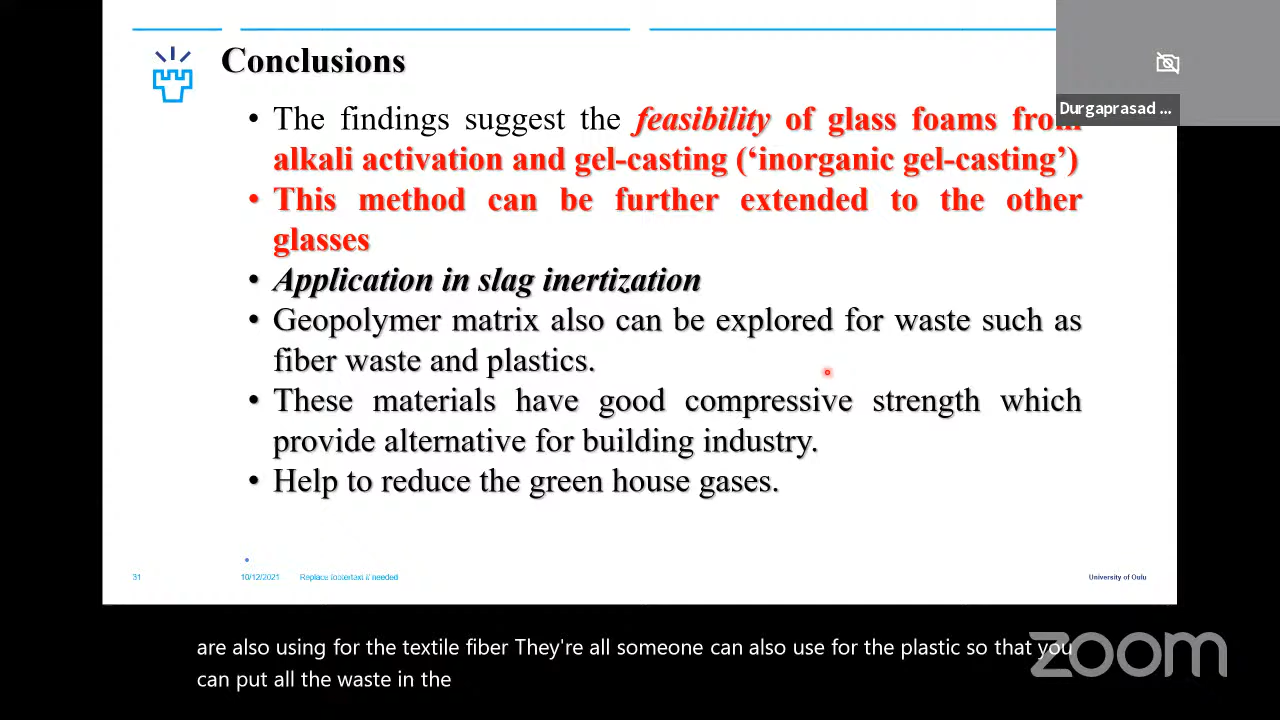 Conclusions
Durgaprasad ...
• The findings suggest the feasibility of glass foams from
alkali activation and gel-casting (‘inorganic gel-casting’)
• This method can be further extended to the other
glasses
• Application in slag inertization
• Geopolymer matrix also can be explored for waste such as
fiber waste and plastics.
• These materials have good compressive strength which
provide alternative for building industry.
• Help to reduce the green house gases.
•
31 10/12/2021 Replace footertext if needed University of Oulu
are also using for the textile fiber They're all someone can also use for the plastic so that you
can put all the waste in the
zoom